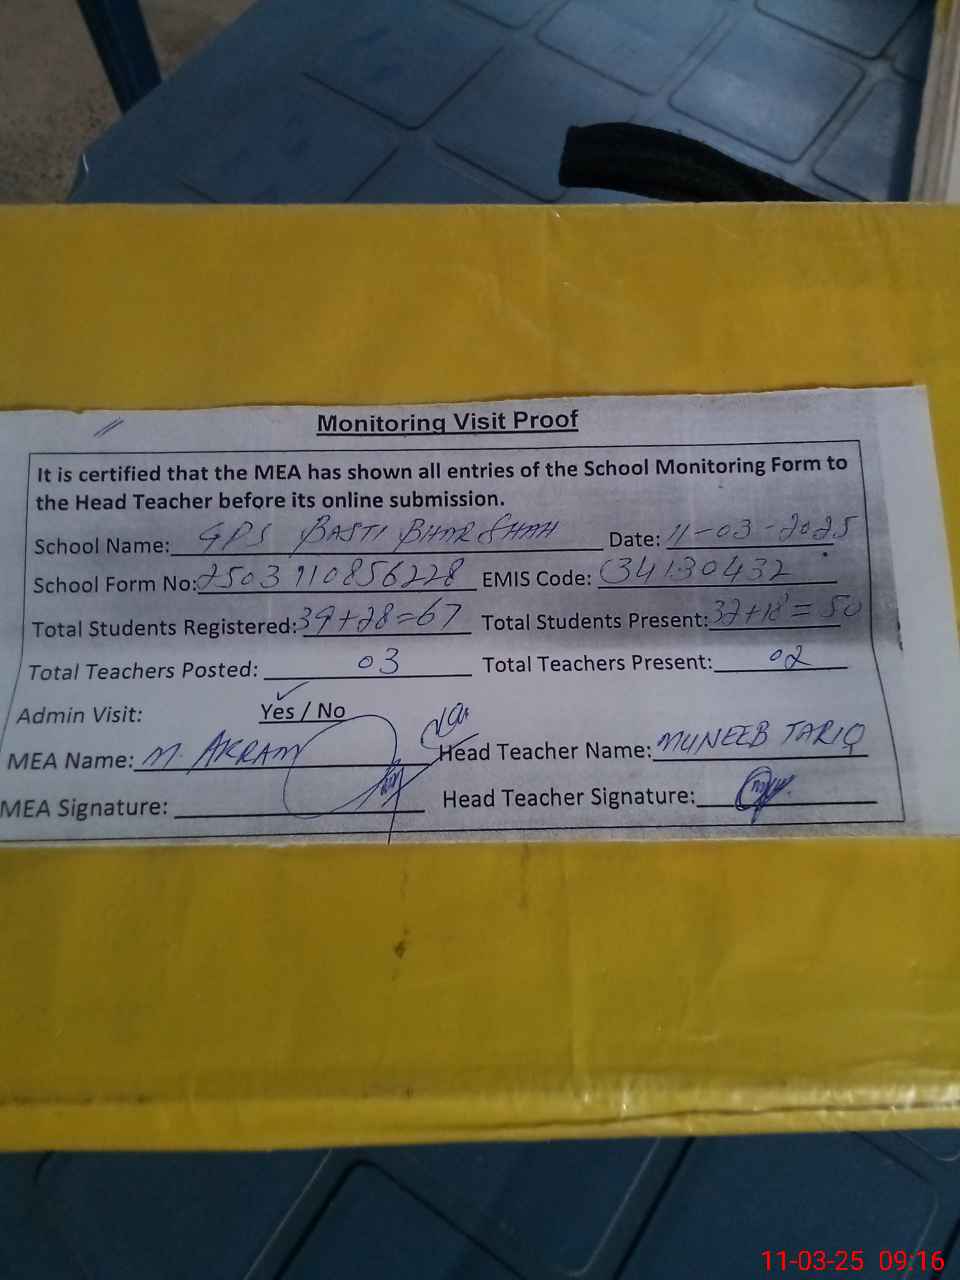 Monitoring Visit Proof
It is certified that the MEA has shown all entries of the School Monitoring Form to
the Head Teacher before its online submission.
School Name: GPS BASTI BHAR SHAH Date: 11-03-2025
School Form No: 2503110856228 EMIS Code: 34130432
Total Students Registered: 39+28=67 Total Students Present: 32+18=50
Total Teachers Posted: 03 Total Teachers Present: 02
Admin Visit: Yes / No
MEA Name: M. AKRAM Head Teacher Name: MUNEEB TARIQ
MEA Signature: Head Teacher Signature:
11-03-25 09:16